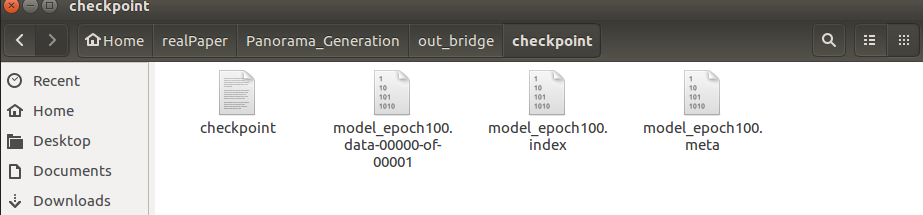 checkpoint
Home realPaper Panorama_Generation out_bridge checkpoint
Recent
Home
Desktop
Documents
Downloads
checkpoint
model_epoch100.
data-00000-of-
00001
model_epoch100.
index
model_epoch100.
meta